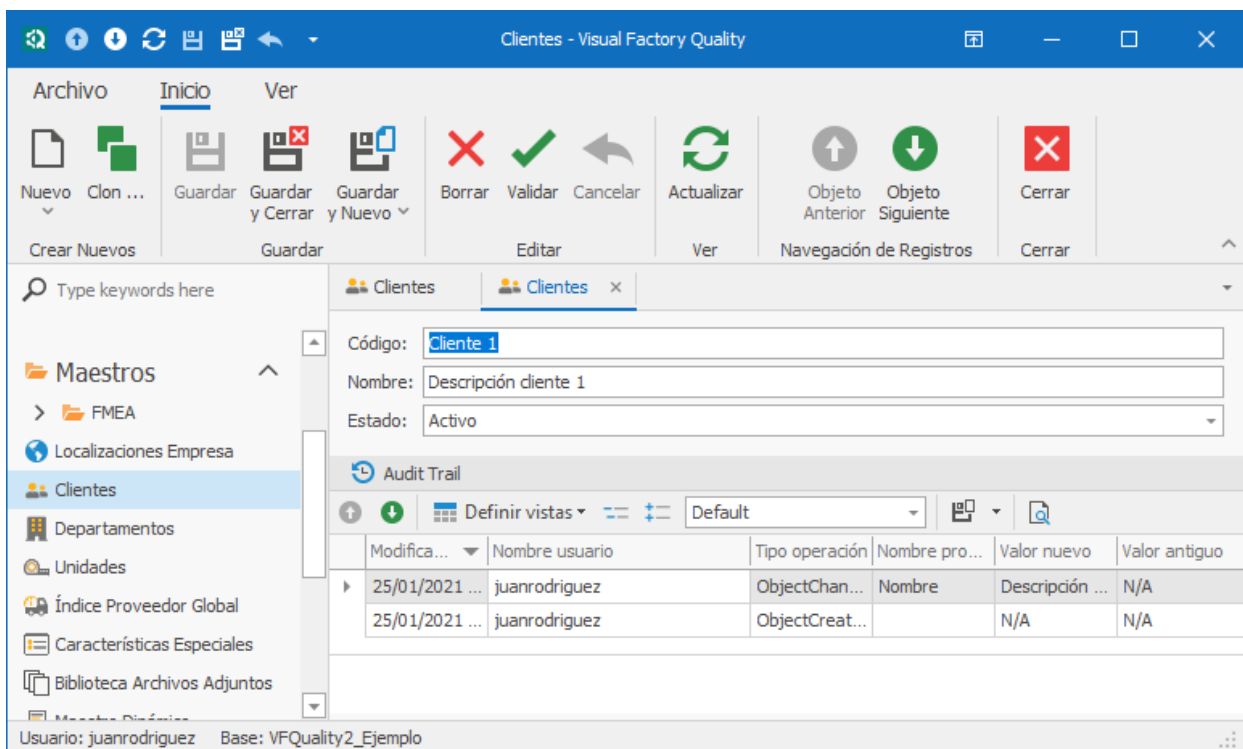 Clientes - Visual Factory Quality
Archivo Inicio Ver
Nuevo Clon ... Guardar Guardar y Cerrar Guardar y Nuevo Borrar Validar Cancelar Actualizar Objeto Anterior Objeto Siguiente Cerrar
Crear Nuevos Guardar Editar Ver Navegación de Registros Cerrar
Type keywords here
Clientes Clientes
Código: Cliente 1
Maestros
Nombre: Descripción cliente 1
FMEA
Estado: Activo
Localizaciones Empresa
Audit Trail
Clientes
Definir vistas Default
Departamentos
Modifica... Nombre usuario Tipo operación Nombre pro... Valor nuevo Valor antiguo
Unidades
25/01/2021 ... juanrodriguez ObjectChan... Nombre Descripción ... N/A
Índice Proveedor Global
25/01/2021 ... juanrodriguez ObjectCreat... N/A N/A
Características Especiales
Biblioteca Archivos Adjuntos
Maestro Dinámico
Usuario: juanrodriguez Base: VFQuality2_Ejemplo